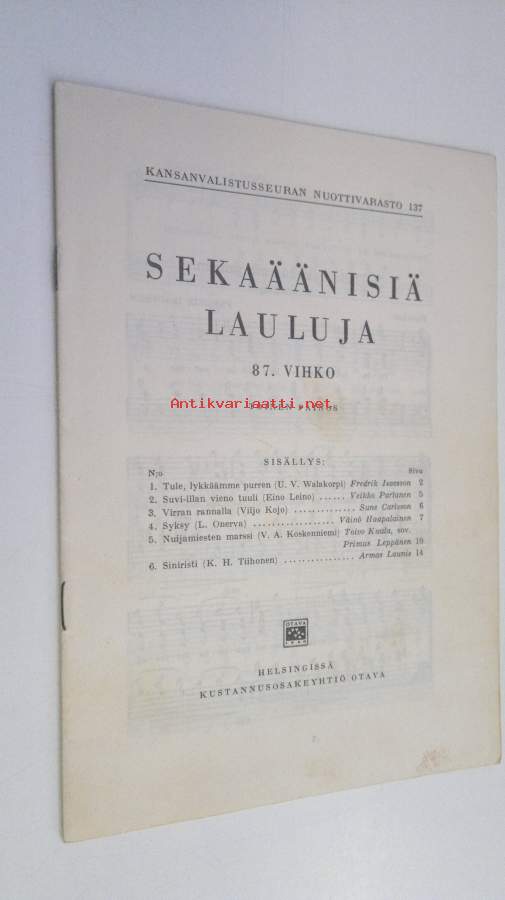 KANSANVALISTUSSEURAN NUOTTIVARASTO 137
SEKAÄÄNISIÄ
LAULUJA
87. VIHKO
Antikvariaatti.net
SISÄLLYS:
N:o Sivu
1. Tule, lykkäämme purren (U. V. Walakorpi) Fredrik Isacsson 2
2. Suvi-illan vieno tuuli (Eino Leino) ...... Veikko Partanen 5
3. Virran rannalla (Viljo Kojo) .............. Sune Carlsson 6
4. Syksy (L. Onerva) .................. Väinö Haapalainen 7
5. Nuijamiesten marssi (V. A. Koskenniemi) Toivo Kuula, sov.
Primus Leppänen 10
6. Siniristi (K. H. Tiihonen) ................ Armas Launis 14
OTAVA
HELSINGISSÄ
KUSTANNUSOSAKEYHTIÖ OTAVA